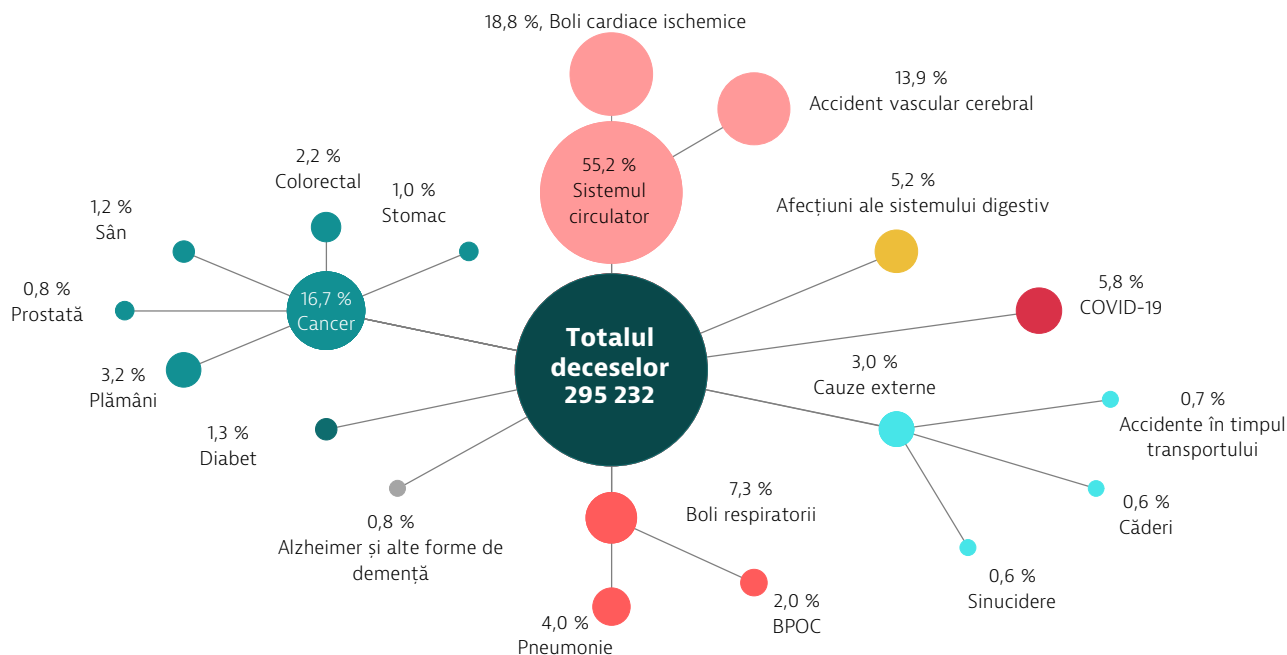 18,8 %, Boli cardiace ischemice
13,9 %
Accident vascular cerebral
55,2 %
Sistemul
circulator
2,2 %
Colorectal
1,0 %
Stomac
1,2 %
Sân
0,8 %
Prostată
16,7 %
Cancer
3,2 %
Plămâni
5,2 %
Afecțiuni ale sistemului digestiv
5,8 %
COVID-19
Totalul
deceselor
295 232
3,0 %
Cauze externe
0,7 %
Accidente în timpul
transportului
0,6 %
Căderi
0,6 %
Sinucidere
1,3 %
Diabet
0,8 %
Alzheimer și alte forme de
demență
7,3 %
Boli respiratorii
4,0 %
Pneumonie
2,0 %
BPOC